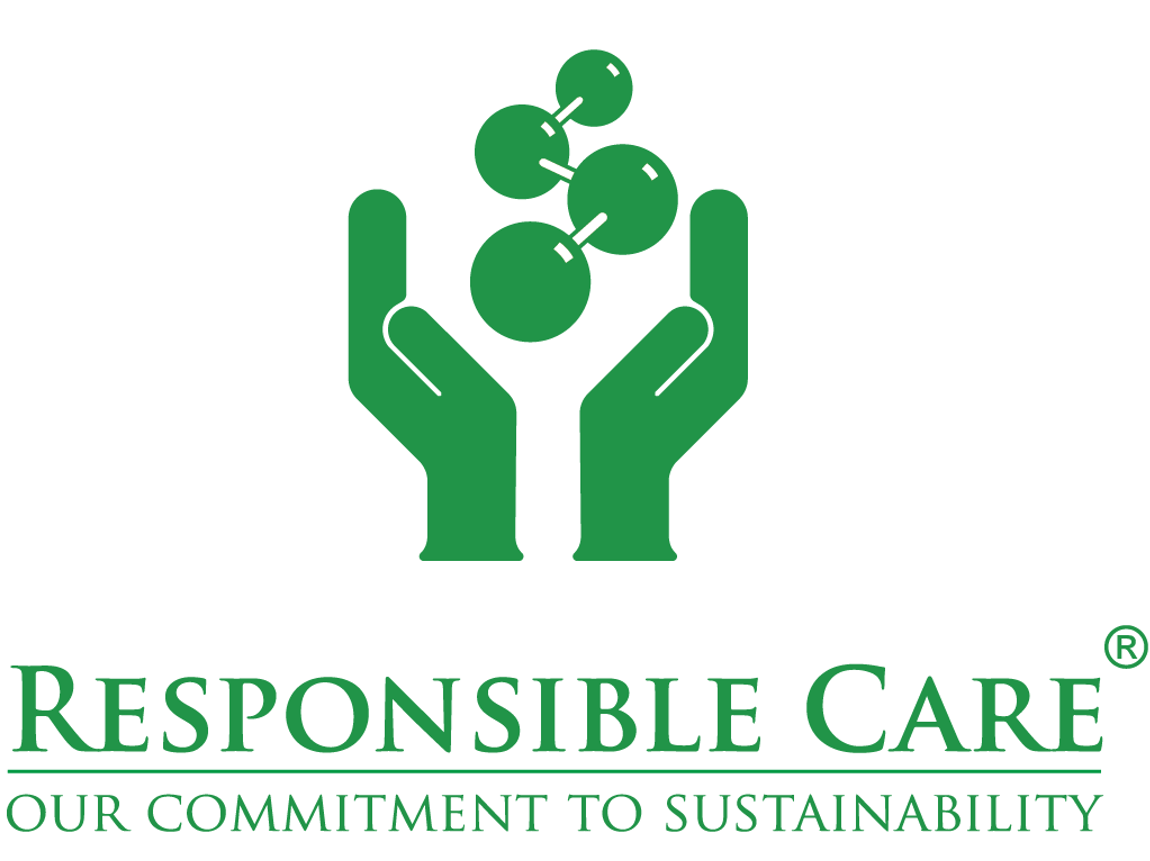 RESPONSIBLE CARE®
OUR COMMITMENT TO SUSTAINABILITY